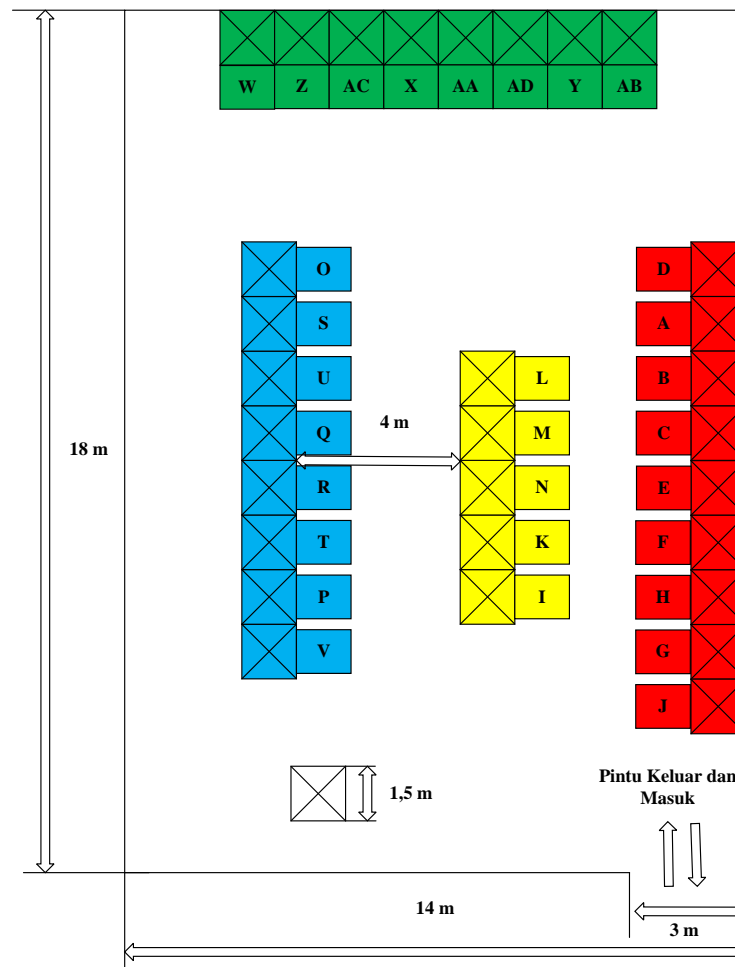 W Z AC X AA AD Y AB
O
D
S
A
U
L
B
Q
4 m
M
C
18 m
R
N
E
T
K
F
P
I
H
V
G
J
1,5 m
Pintu Keluar dan
Masuk
14 m
3 m